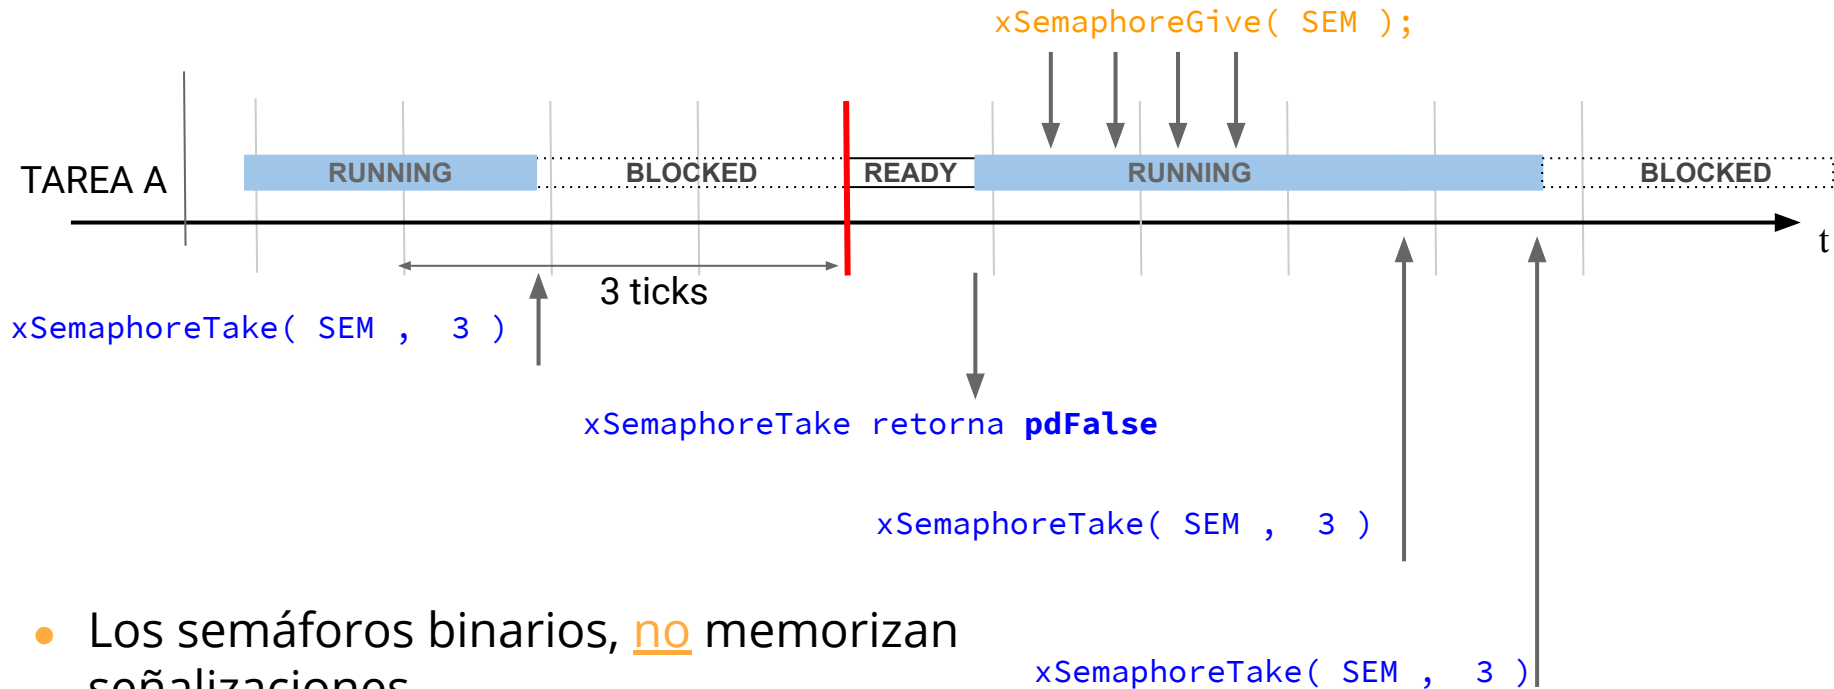 xSemaphoreGive( SEM );
TAREA A
RUNNING
BLOCKED
READY
RUNNING
BLOCKED
t
3 ticks
xSemaphoreTake( SEM , 3 )
xSemaphoreTake retorna pdFalse
xSemaphoreTake( SEM , 3 )
● Los semáforos binarios, no memorizan
señalizaciones
xSemaphoreTake( SEM , 3 )